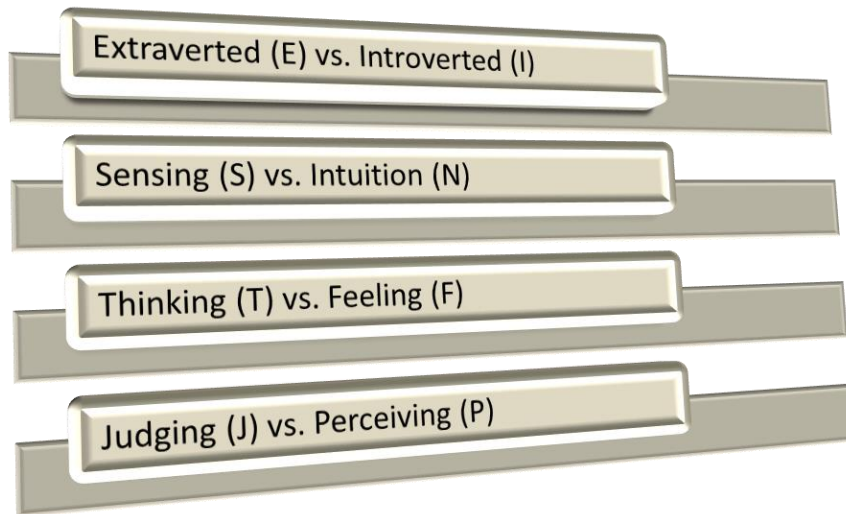 Extraverted (E) vs. Introverted (I)
Sensing (S) vs. Intuition (N)
Thinking (T) vs. Feeling (F)
Judging (J) vs. Perceiving (P)